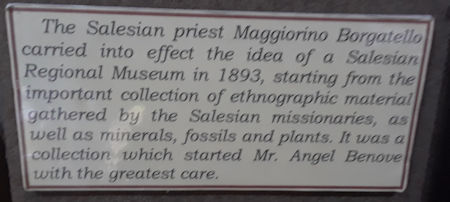 The Salesian priest Maggiorino Borgatello
carried into effect the idea of a Salesian
Regional Museum in 1893, starting from the
important collection of ethnographic material
gathered by the Salesian missionaries, as
well as minerals, fossils and plants. It was a
collection which started Mr. Angel Benove
with the greatest care.